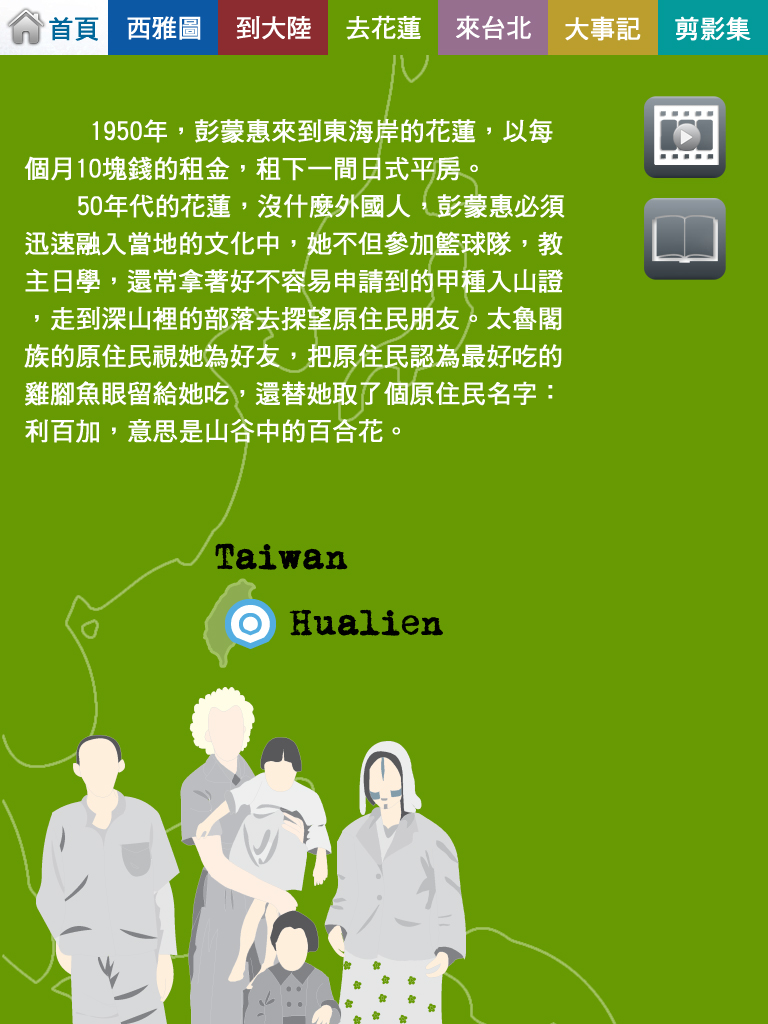 首頁 西雅圖 到大陸 去花蓮 來台北 大事記 剪影集
1950年，彭蒙惠來到東海岸的花蓮，以每
個月10塊錢的租金，租下一間日式平房。
50年代的花蓮，沒什麼外國人，彭蒙惠必須
迅速融入當地的文化中，她不但參加籃球隊，教
主日學，還常拿著好不容易申請到的甲種入山證
，走到深山裡的部落去探望原住民朋友。太魯閣
族的原住民視她為好友，把原住民認為最好吃的
雞腳魚眼留給她吃，還替她取了個原住民名字：
利百加，意思是山谷中的百合花。
Taiwan
Hualien